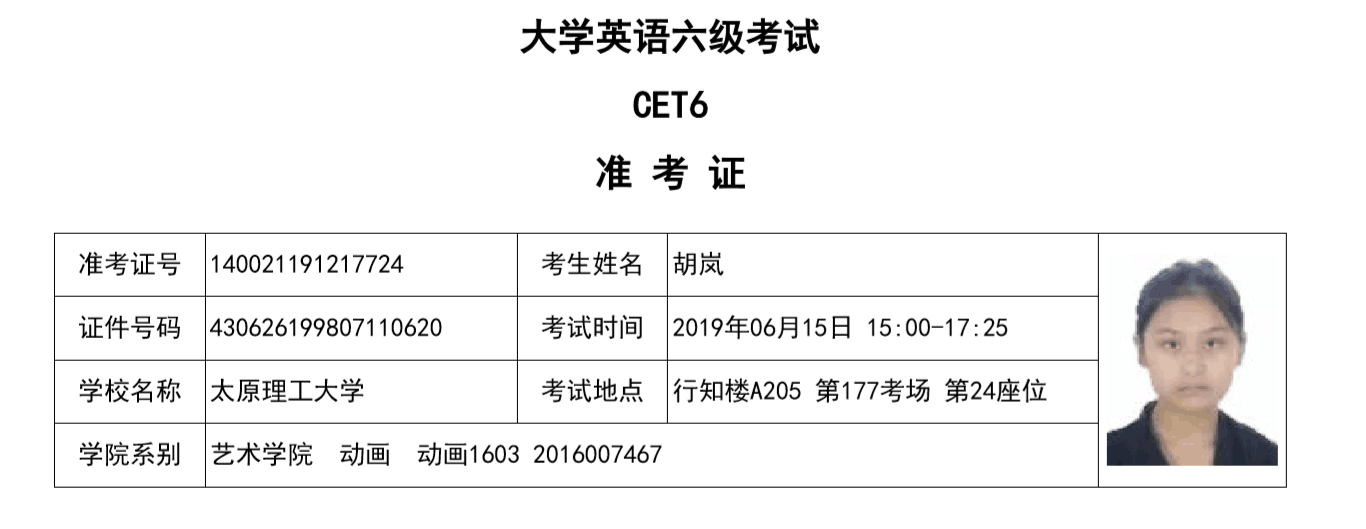 大学英语六级考试
CET6
准 考 证
准考证号 140021191217724 考生姓名 胡岚
证件号码 430626199807110620 考试时间 2019年06月15日 15:00-17:25
学校名称 太原理工大学 考试地点 行知楼A205 第177考场 第24座位
学院系别 艺术学院 动画 动画1603 2016007467